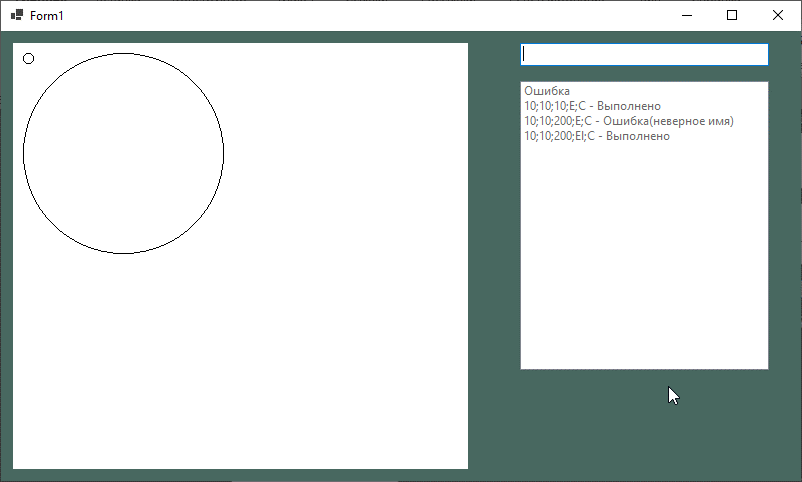 Form1
Ошибка
10;10;10;E;C - Выполнено
10;10;200;E;C - Ошибка(неверное имя)
10;10;200;El;C - Выполнено